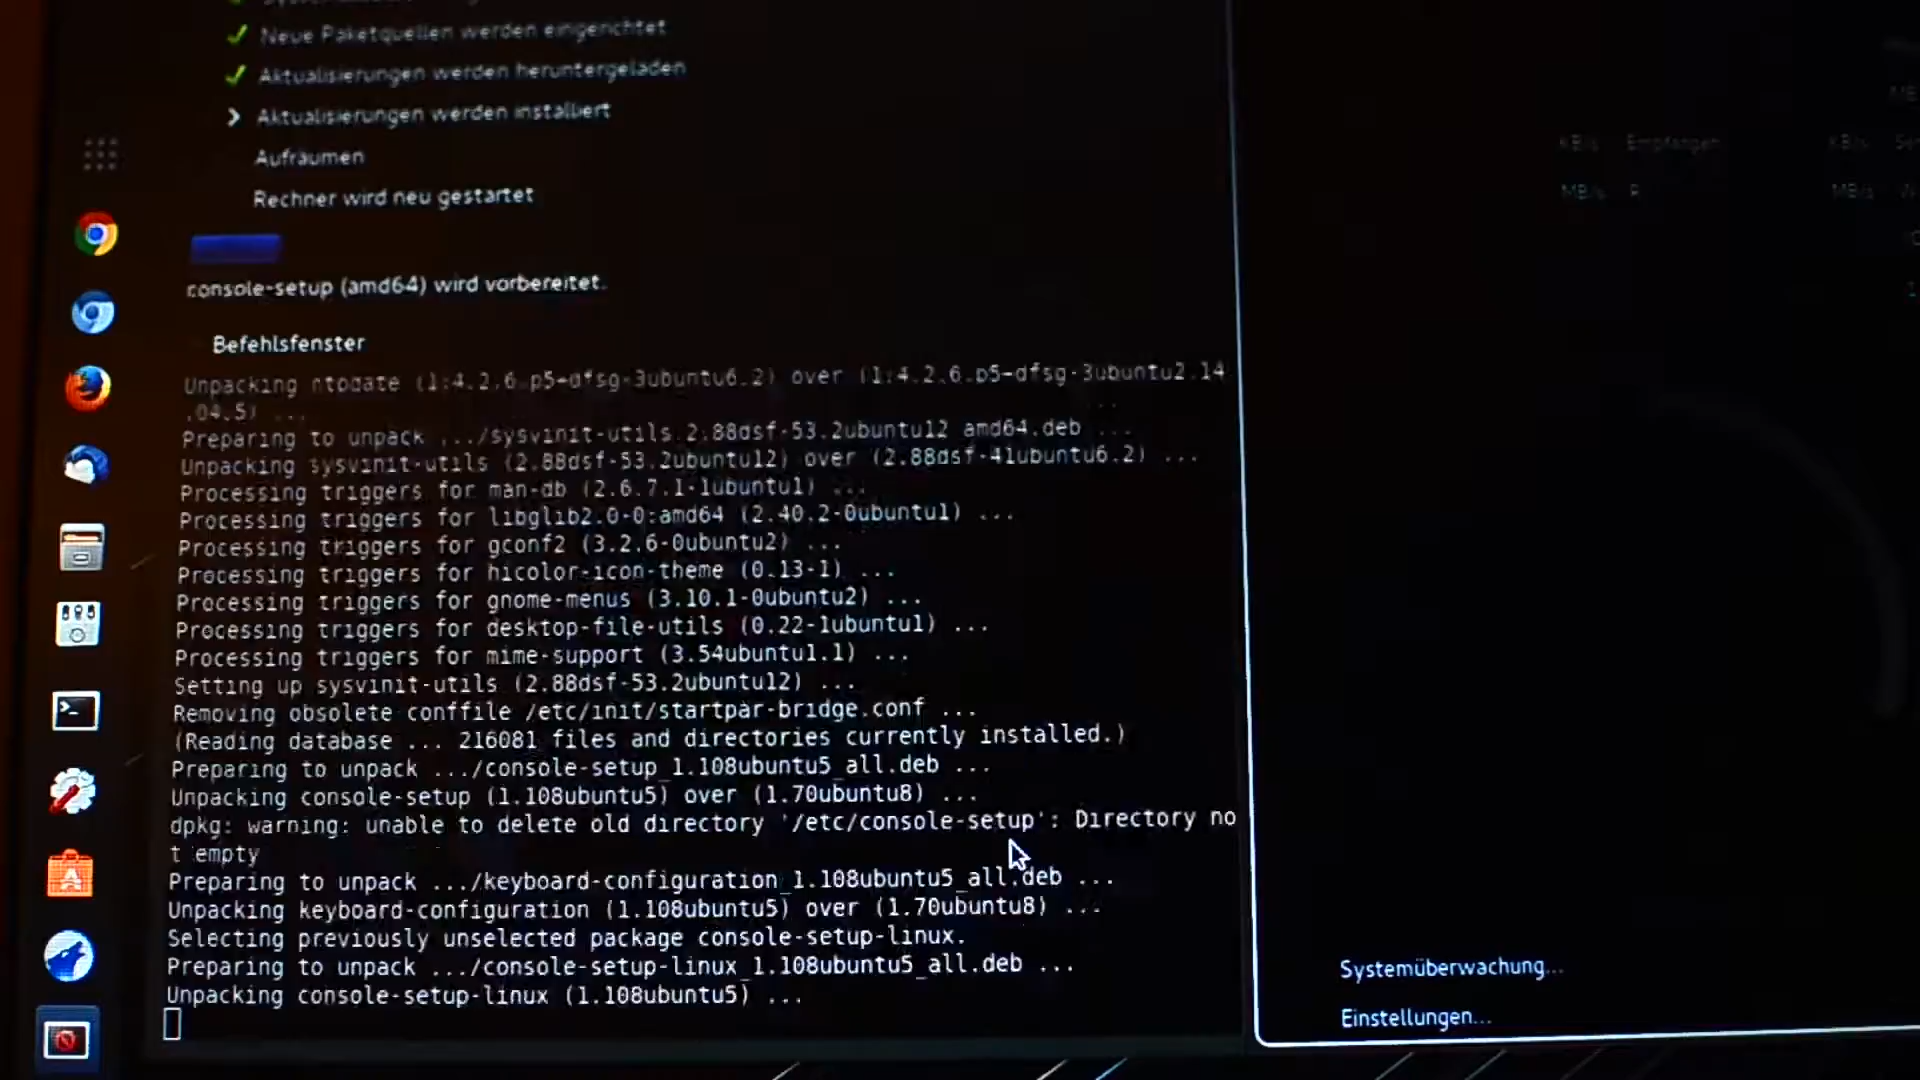 Neue Paketquellen werden eingerichtet
Aktualisierungen werden heruntergeladen
Aktualisierungen werden installiert
Aufräumen
Rechner wird neu gestartet
console-setup (amd64) wird vorbereitet.
Befehlsfenster
Unpacking ntpdate (1:4.2.6.p5+dfsg-3ubuntu6.2) over (1:4.2.6.p5+dfsg-3ubuntu2.14
.04.5) ...
Preparing to unpack .../sysvinit-utils_2.88dsf-53.2ubuntu12_amd64.deb ...
Unpacking sysvinit-utils (2.88dsf-53.2ubuntu12) over (2.88dsf-41ubuntu6.2) ...
Processing triggers for man-db (2.6.7.1-1ubuntu1) ...
Processing triggers for libglib2.0-0:amd64 (2.40.2-0ubuntu1) ...
Processing triggers for gconf2 (3.2.6-0ubuntu2) ...
Processing triggers for hicolor-icon-theme (0.13-1) ...
Processing triggers for gnome-menus (3.10.1-0ubuntu2) ...
Processing triggers for desktop-file-utils (0.22-1ubuntu1) ...
Processing triggers for mime-support (3.54ubuntu1.1) ...
Setting up sysvinit-utils (2.88dsf-53.2ubuntu12) ...
Removing obsolete conffile /etc/init/startpar-bridge.conf ...
(Reading database ... 216081 files and directories currently installed.)
Preparing to unpack .../console-setup_1.108ubuntu5_all.deb ...
Unpacking console-setup (1.108ubuntu5) over (1.70ubuntu8) ...
dpkg: warning: unable to delete old directory '/etc/console-setup': Directory no
t empty
Preparing to unpack .../keyboard-configuration_1.108ubuntu5_all.deb ...
Unpacking keyboard-configuration (1.108ubuntu5) over (1.70ubuntu8) ...
Selecting previously unselected package console-setup-linux.
Preparing to unpack .../console-setup-linux_1.108ubuntu5_all.deb ...
Unpacking console-setup-linux (1.108ubuntu5) ...
KB/s Empfangen KB/s
MB/s R MB/s
Systemüberwachung...
Einstellungen...